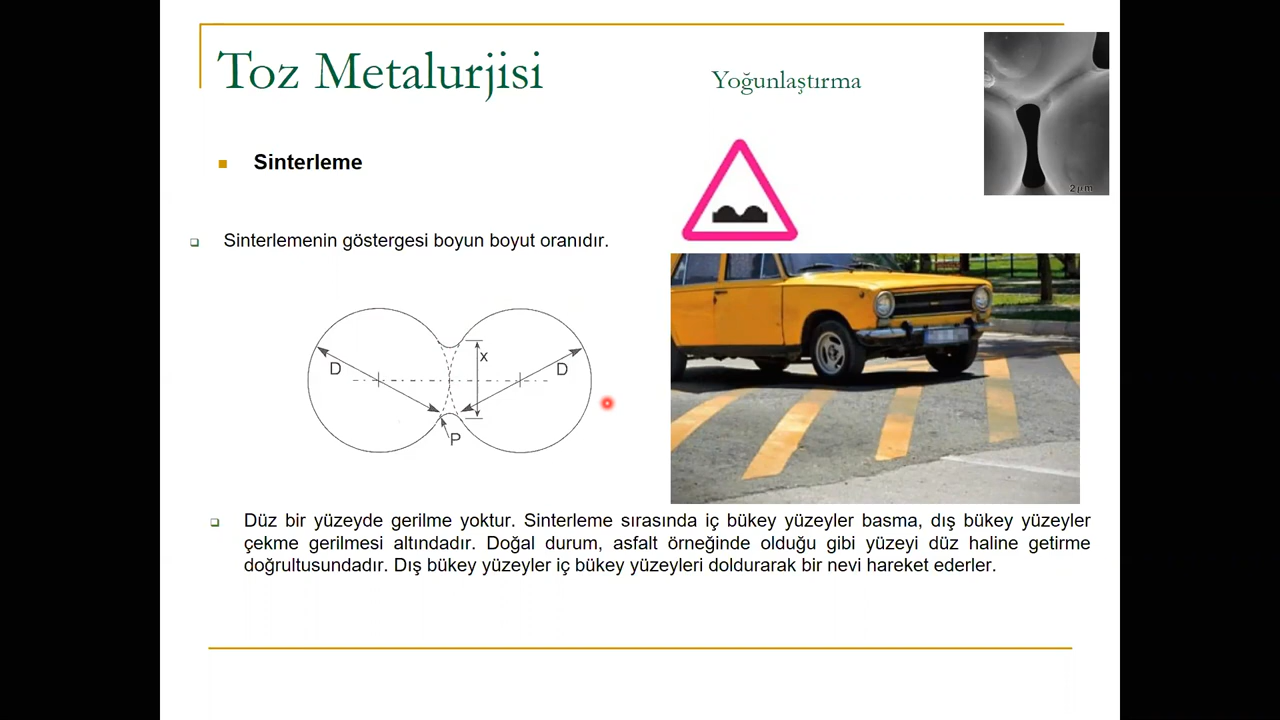 Toz Metalurjisi
Yoğunlaştırma
2μm
Sinterleme
Sinterlemenin göstergesi boyun boyut oranıdır.
D
x
D
P
Düz bir yüzeyde gerilme yoktur. Sinterleme sırasında iç bükey yüzeyler basma, dış bükey yüzeyler
çekme gerilmesi altındadır. Doğal durum, asfalt örneğinde olduğu gibi yüzeyi düz haline getirme
doğrultusundadır. Dış bükey yüzeyler iç bükey yüzeyleri doldurarak bir nevi hareket ederler.